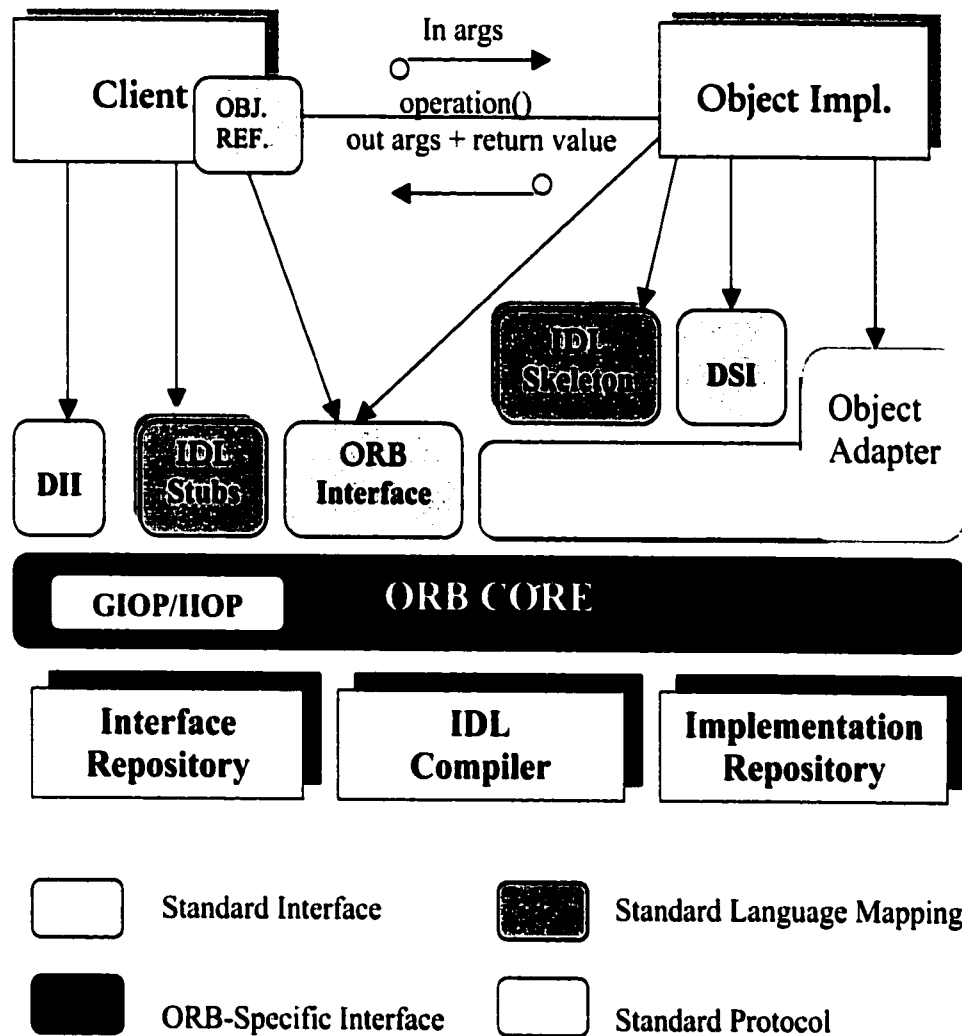 In args
Client
OBJ.
REF.
operation()
out args + return value
Object Impl.
IDL
Skeleton
DSI
Object
Adapter
DII
IDL
Stubs
ORB
Interface
GIOP/IIOP
ORB CORE
Interface
Repository
IDL
Compiler
Implementation
Repository
Standard Interface
Standard Language Mapping
ORB-Specific Interface
Standard Protocol